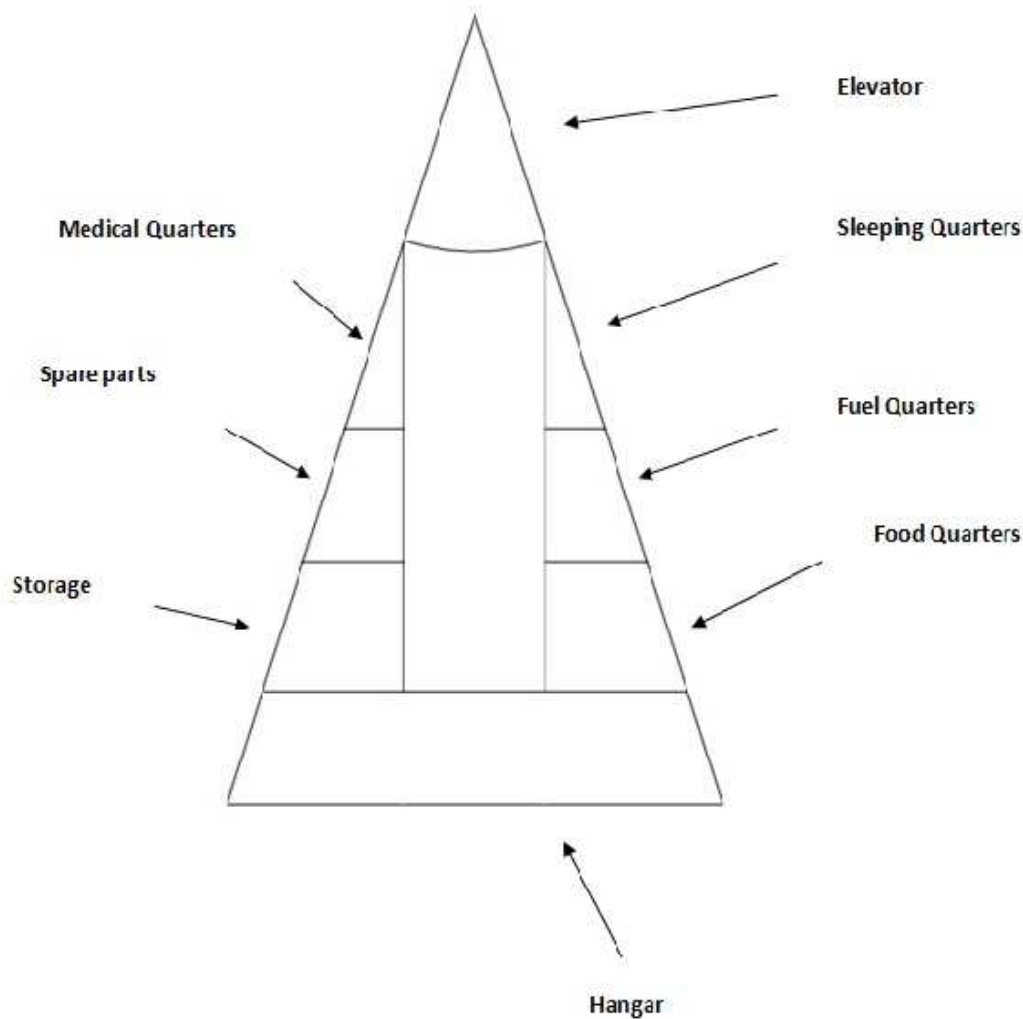 Elevator
Medical Quarters
Sleeping Quarters
Spare parts
Fuel Quarters
Food Quarters
Storage
Hangar